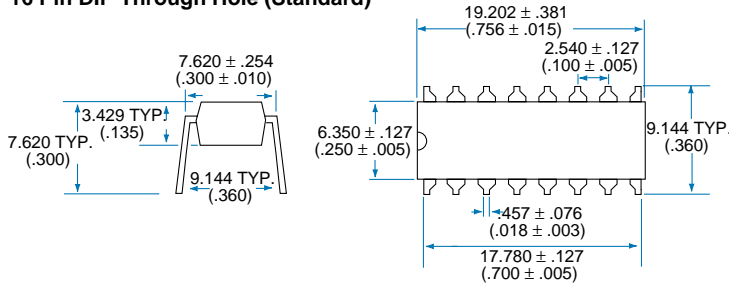 16 Pin DIP Through Hole (Standard)
19.202 ± .381
(.756 ± .015)
7.620 ± .254
(.300 ± .010)
2.540 ± .127
(.100 ± .005)
3.429 TYP.
(.135)
7.620 TYP.
(.300)
6.350 ± .127
(.250 ± .005)
9.144 TYP.
(.360)
9.144 TYP.
(.360)
.457 ± .076
(.018 ± .003)
17.780 ± .127
(.700 ± .005)